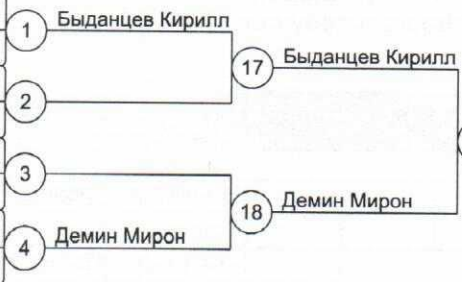 1 Быданцев Кирилл
17 Быданцев Кирилл
2
3
18 Демин Мирон
4 Демин Мирон